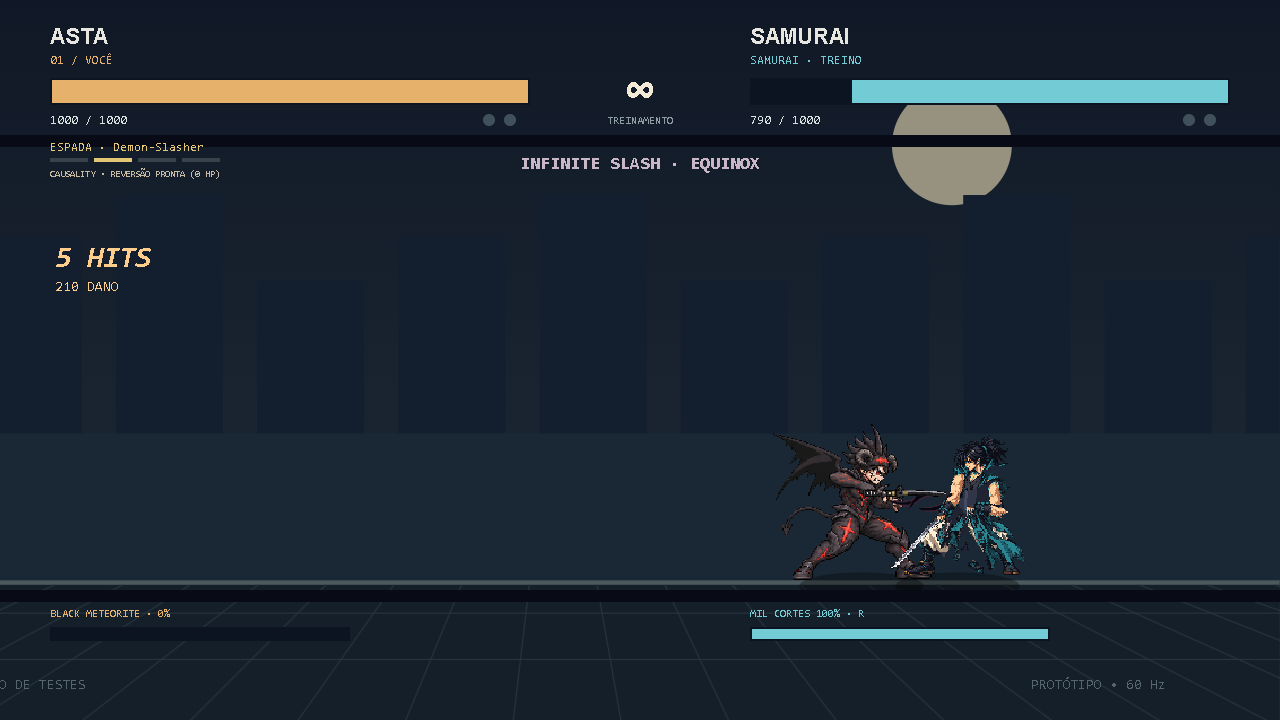 ASTA
01 / VOCÊ
1000 / 1000
∞
TREINAMENTO
SAMURAI
SAMURAI · TREINO
790 / 1000
ESPADA · Demon-Slasher
CAUSALITY · REVERSÃO PRONTA (0 HP)
INFINITE SLASH · EQUINOX
5 HITS
210 DANO
BLACK METEORITE · 0%
MIL CORTES 100% · R
O DE TESTES
PROTÓTIPO • 60 Hz